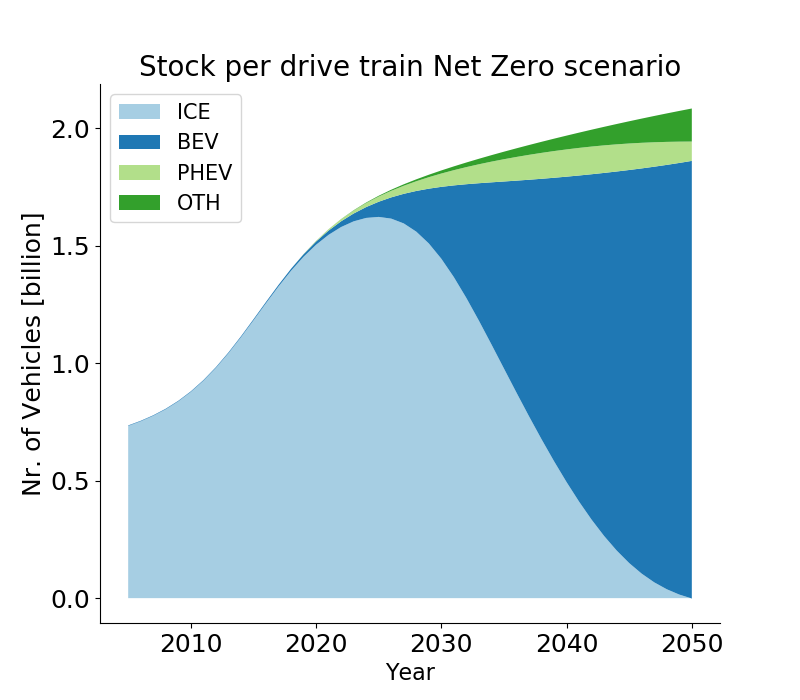 Stock per drive train Net Zero scenario
ICE
BEV
PHEV
OTH
Nr. of Vehicles [billion]
2.0
1.5
1.0
0.5
0.0
2010 2020 2030 2040 2050
Year